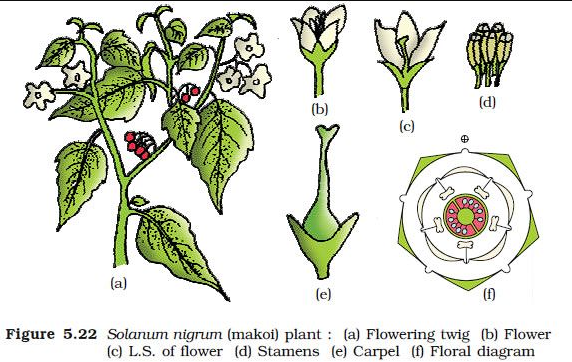 (a)
(b)
(c)
(d)
(e)
(f)
Figure 5.22 Solanum nigrum (makoi) plant : (a) Flowering twig (b) Flower
(c) L.S. of flower (d) Stamens (e) Carpel (f) Floral diagram